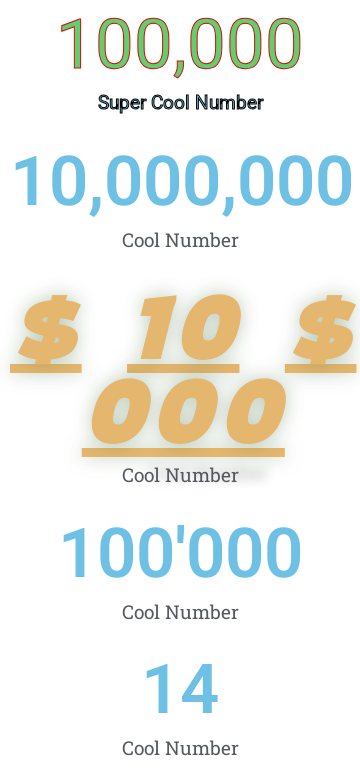 100,000
Super Cool Number
10,000,000
Cool Number
$ 10 $
000
Cool Number
100'000
Cool Number
14
Cool Number